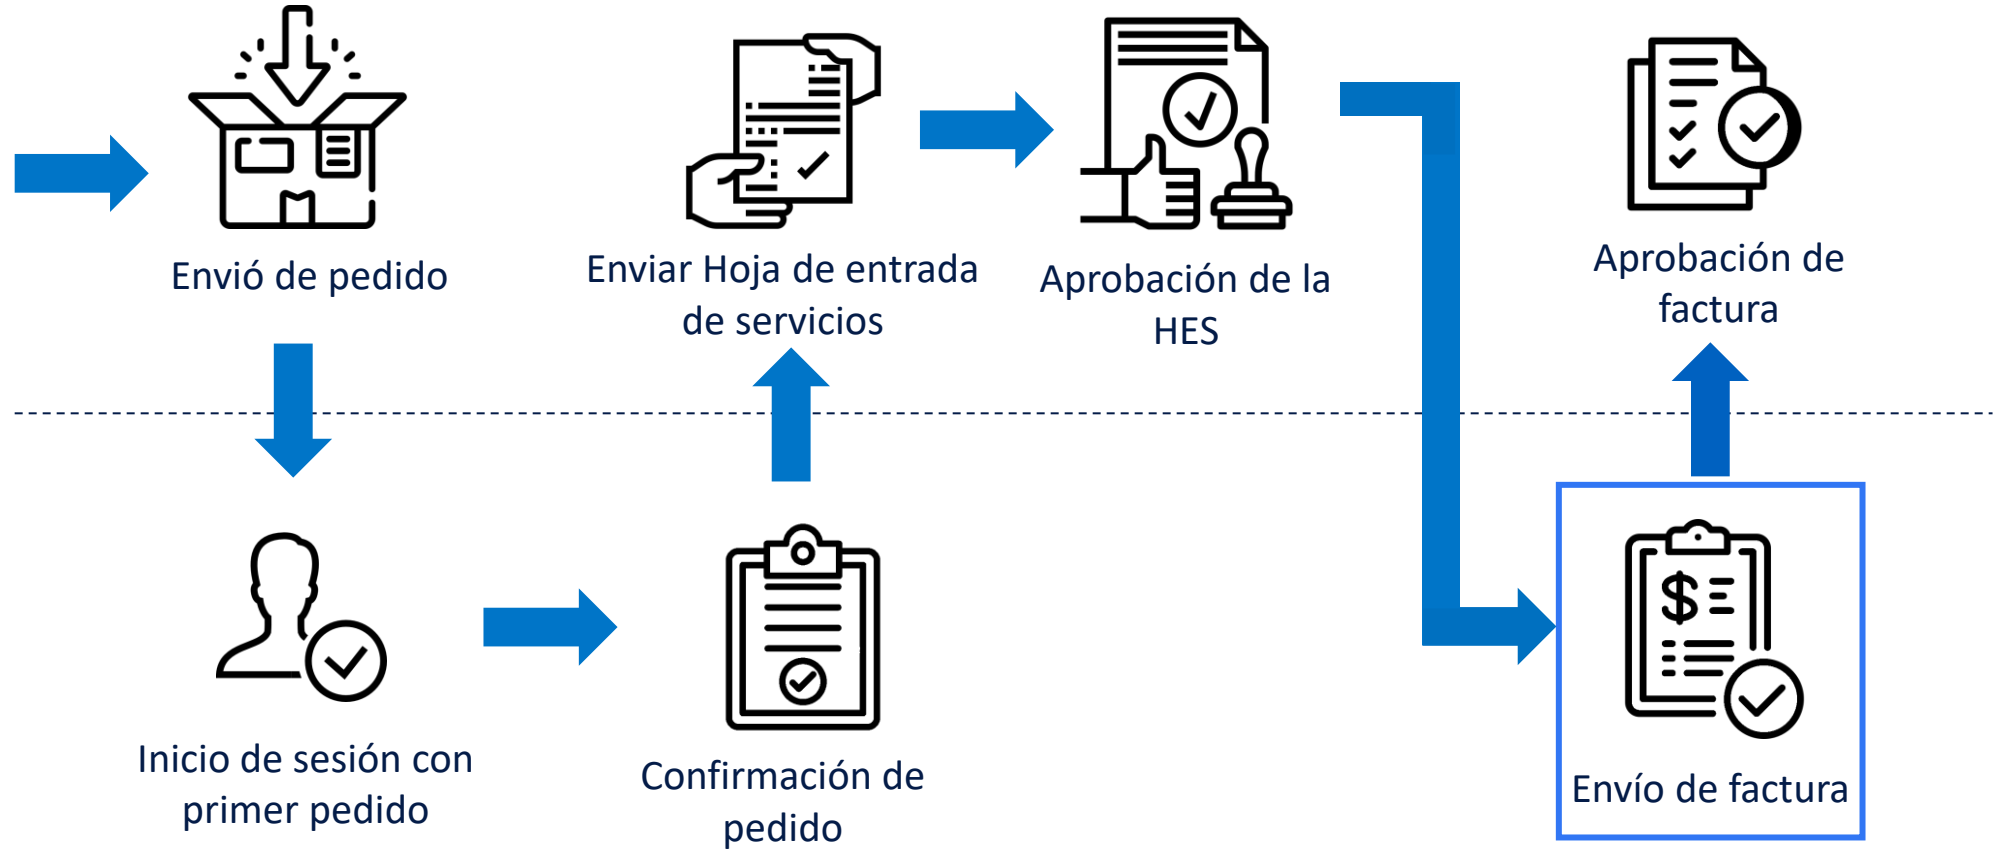 Envió de pedido
Enviar Hoja de entrada
de servicios
Aprobación de la
HES
Aprobación de
factura
Inicio de sesión con
primer pedido
Confirmación de
pedido
$
Envío de factura